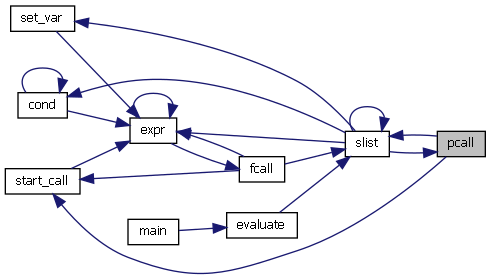 set_var
cond
expr
slist
pcall
fcall
start_call
main
evaluate